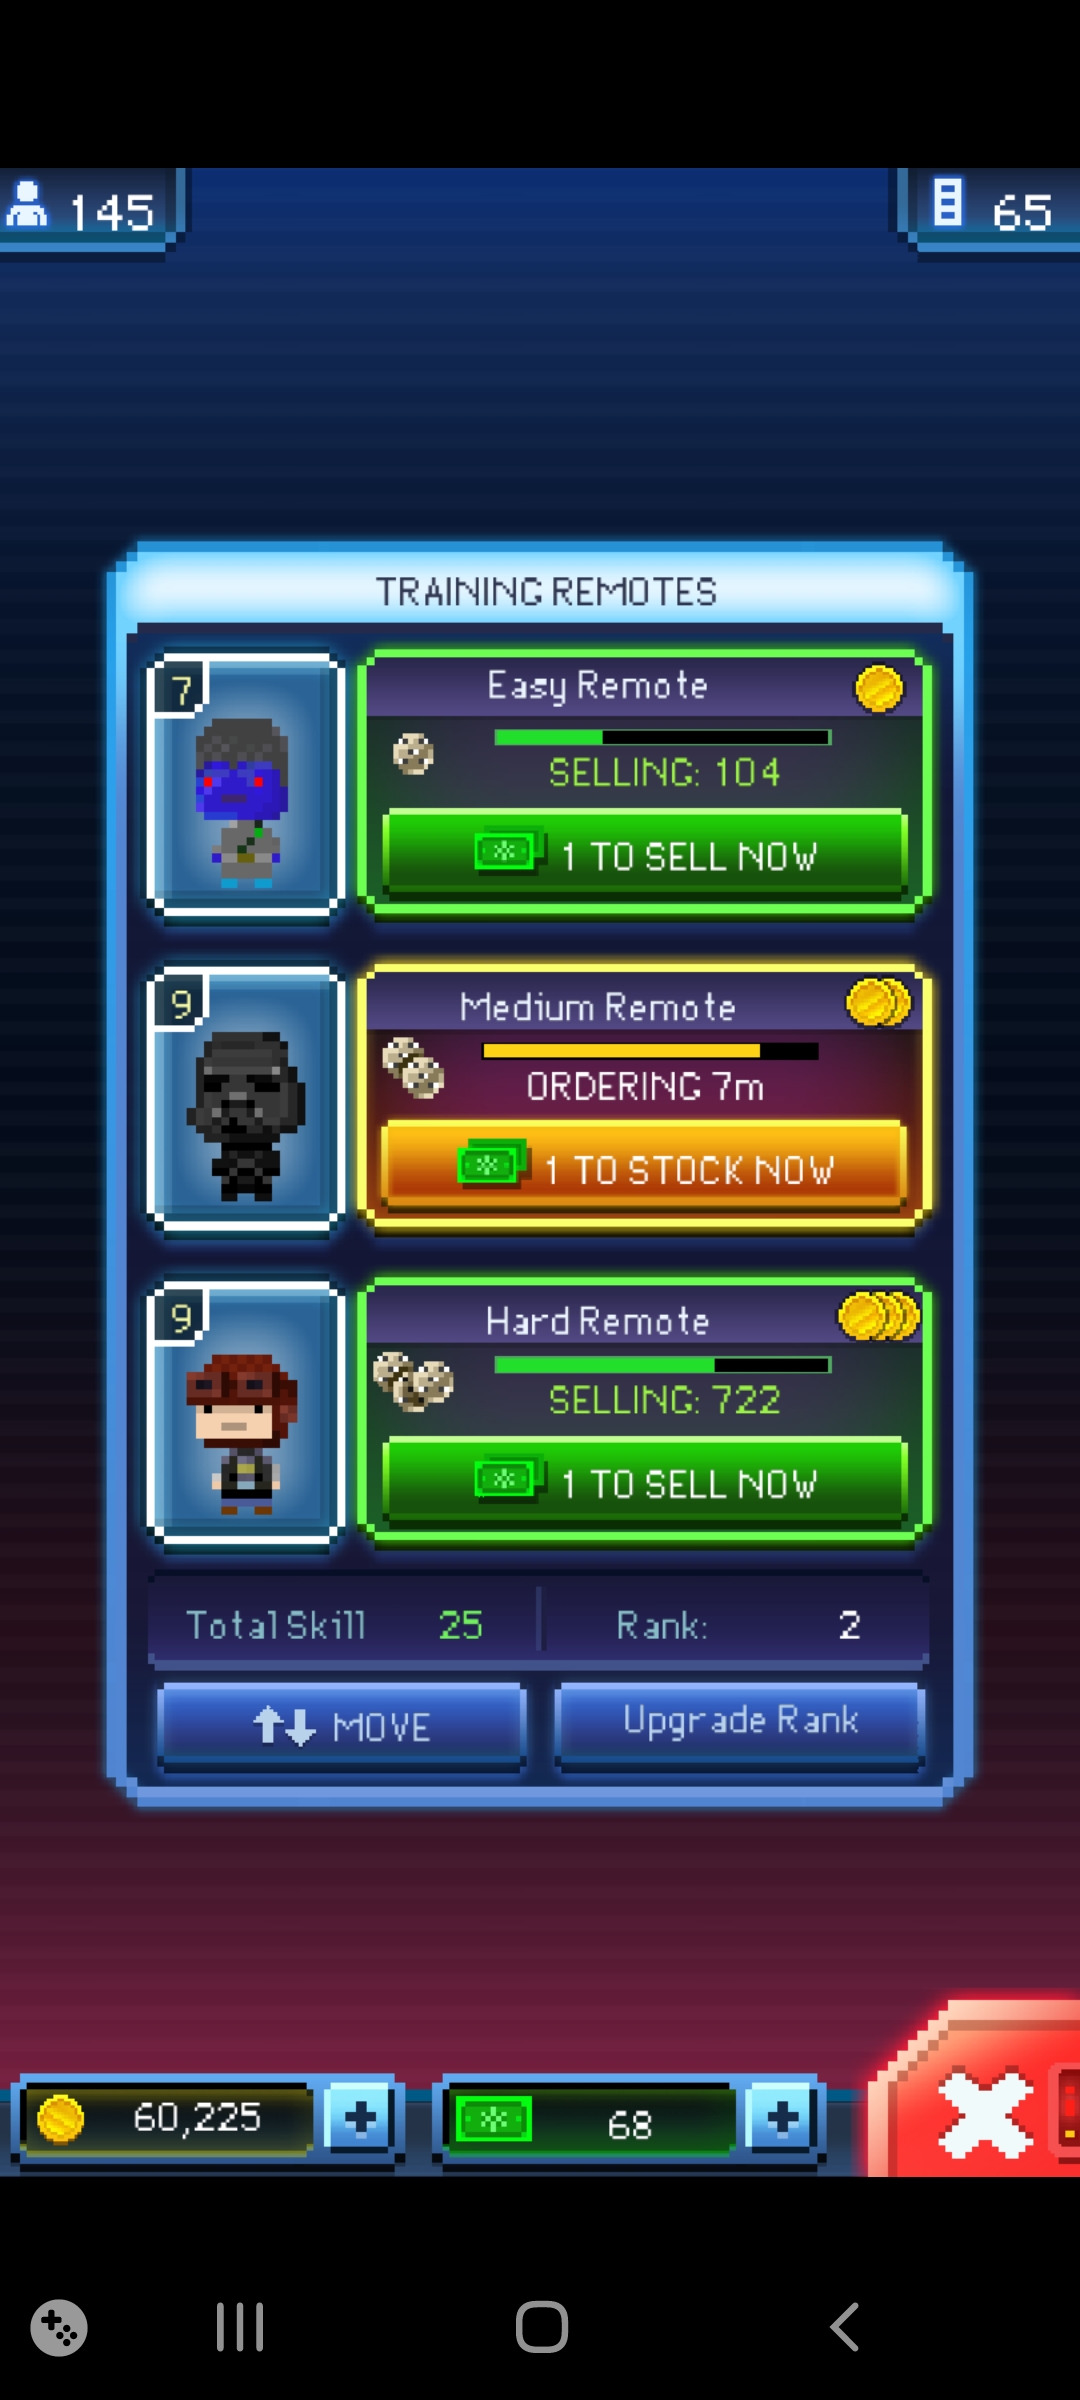 145
65
TRAINING REMOTES
7
Easy Remote
SELLING: 104
1 TO SELL NOW
9
Medium Remote
ORDERING 7m
1 TO STOCK NOW
9
Hard Remote
SELLING: 722
1 TO SELL NOW
Total Skill 25 Rank: 2
MOVE Upgrade Rank
60,225 68